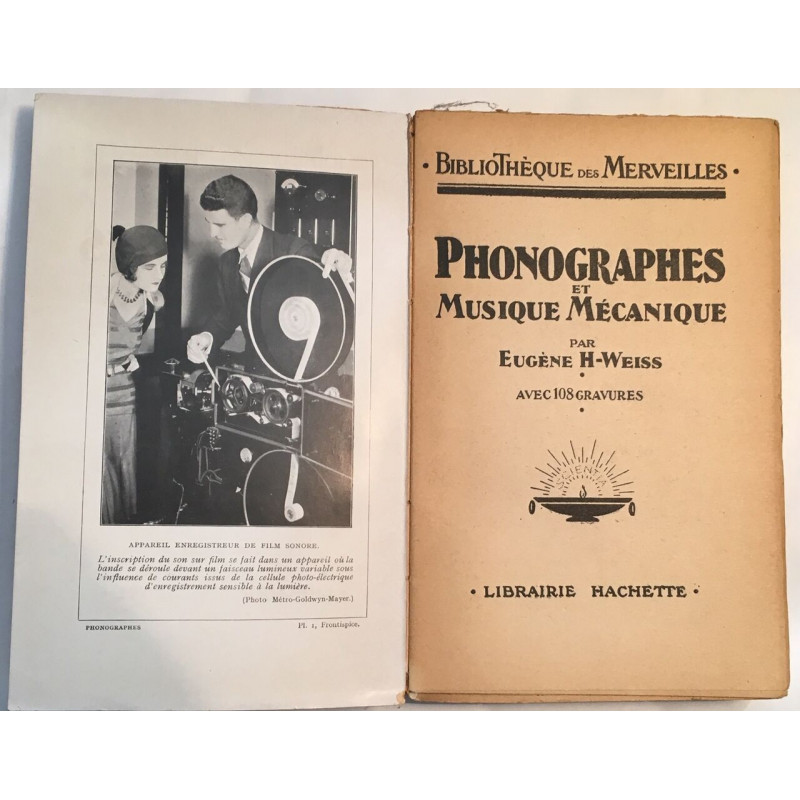 APPAREIL ENREGISTREUR DE FILM SONORE.
L'inscription du son sur film se fait dans un appareil où la
bande se déroule devant un faisceau lumineux variable sous
l'influence de courants issus de la cellule photo-électrique
d'enregistrement sensible à la lumière.
(Photo Métro-Goldwyn-Mayer.)
PHONOGRAPHES
Pl. 1, Frontispice.
· BIBLIOTHÈQUE DES MERVEILLES ·
PHONOGRAPHES
ET
MUSIQUE MÉCANIQUE
PAR
EUGÈNE H-WEISS
AVEC 108 GRAVURES
SCIENTIA
· LIBRAIRIE HACHETTE ·